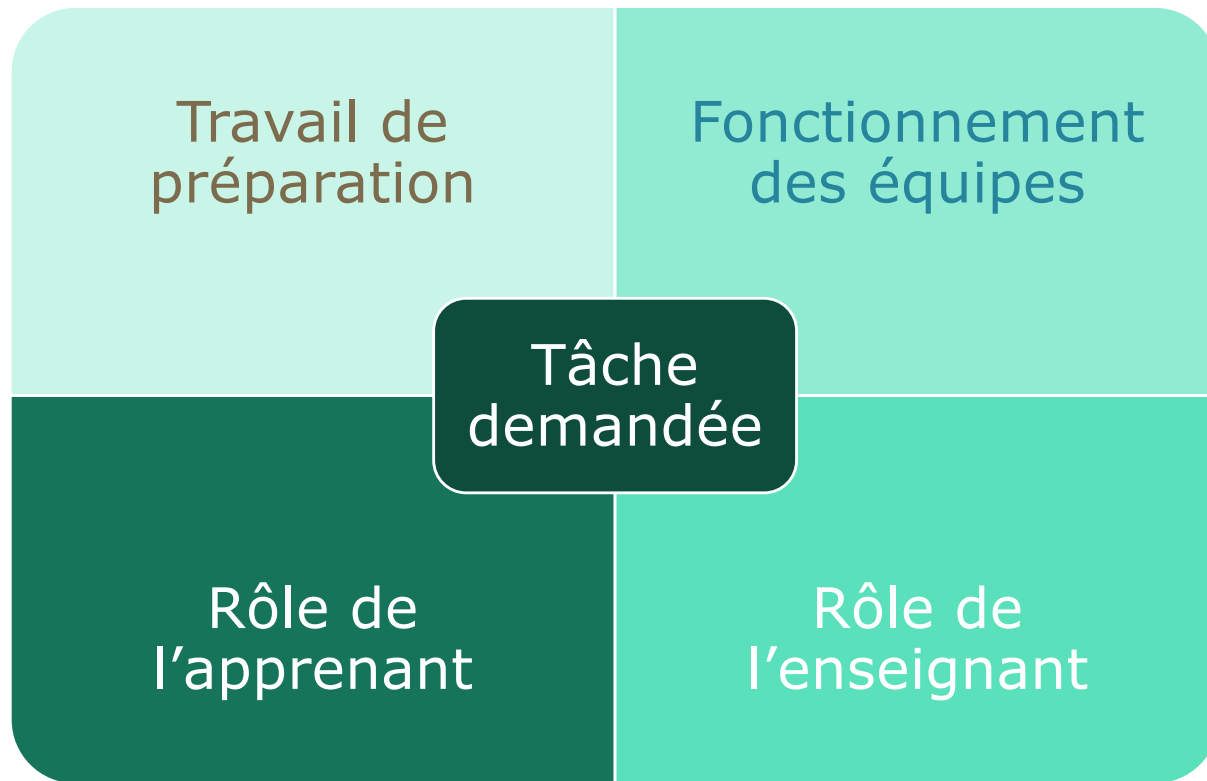 Travail de
préparation
Fonctionnement
des équipes
Tâche
demandée
Rôle de
l’apprenant
Rôle de
l’enseignant